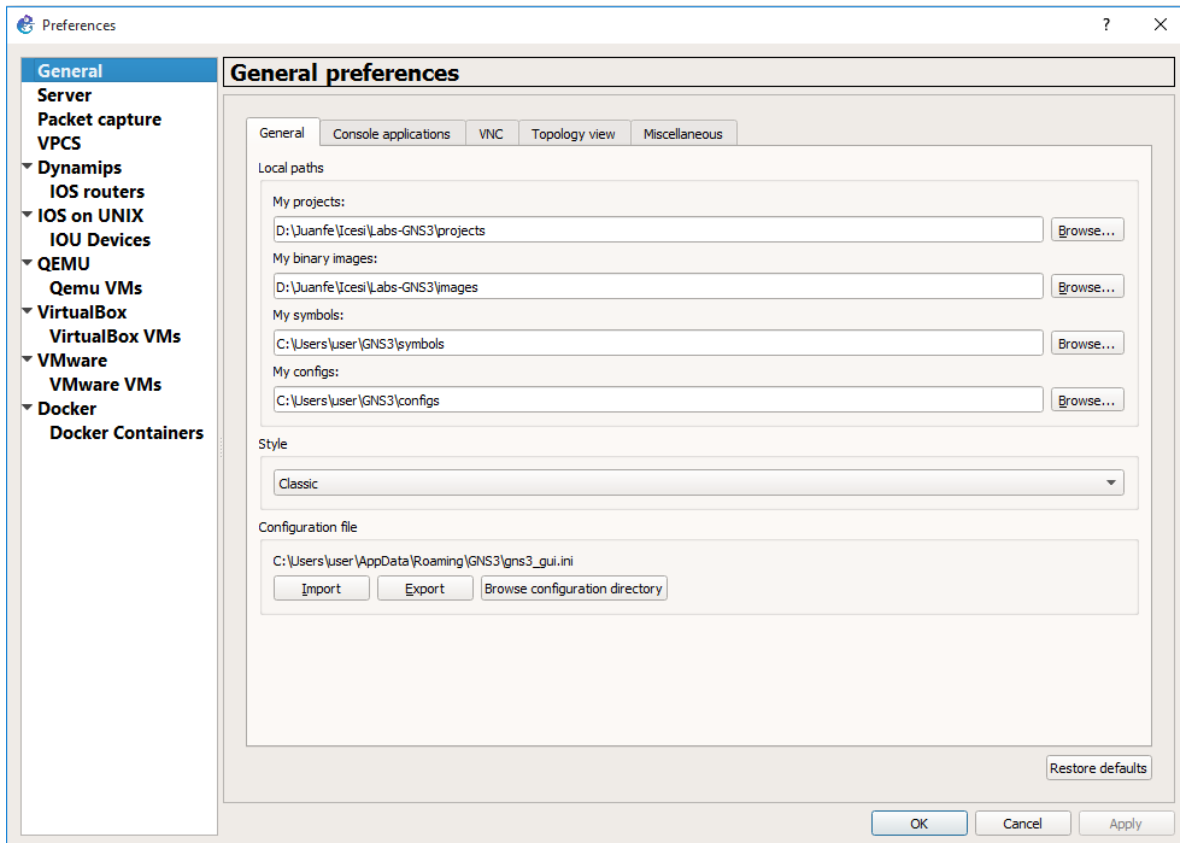 Preferences
?
General
Server
Packet capture
VPCS
Dynamips
IOS routers
IOS on UNIX
IOU Devices
QEMU
Qemu VMs
VirtualBox
VirtualBox VMs
VMware
VMware VMs
Docker
Docker Containers
General preferences
General Console applications VNC Topology view Miscellaneous
Local paths
My projects:
D:\Juanfe\Icesi\Labs-GNS3\projects Browse...
My binary images:
D:\Juanfe\Icesi\Labs-GNS3\images Browse...
My symbols:
C:\Users\user\GNS3\symbols Browse...
My configs:
C:\Users\user\GNS3\configs Browse...
Style
Classic
Configuration file
C:\Users\user\AppData\Roaming\GNS3\gns3_gui.ini
Import Export Browse configuration directory
Restore defaults
OK Cancel Apply